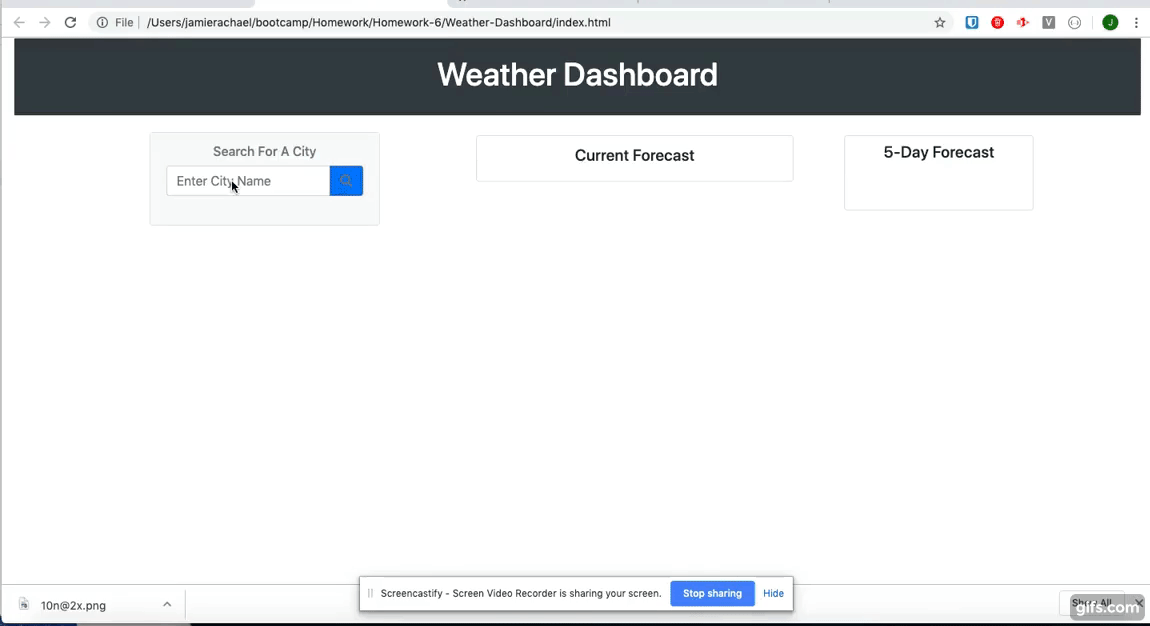 File /Users/jamierachael/bootcamp/Homework/Homework-6/Weather-Dashboard/index.html
V
J
Weather Dashboard
Search For A City
Enter City Name
Current Forecast
5-Day Forecast
10n@2x.png
Screencastify - Screen Video Recorder is sharing your screen.
Stop sharing
Hide
Show All
gifs.com